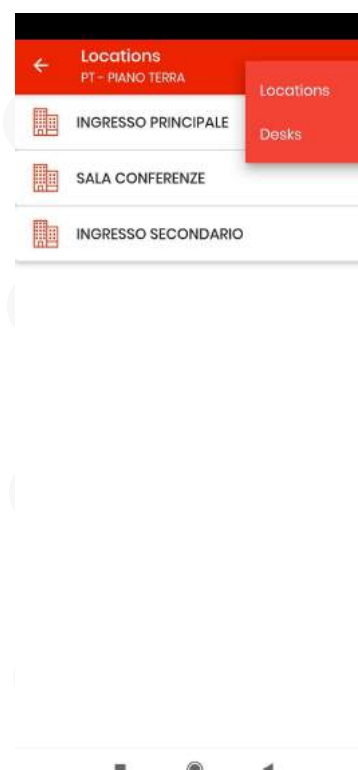 Locations
PT - PIANO TERRA
Locations
Desks
INGRESSO PRINCIPALE
SALA CONFERENZE
INGRESSO SECONDARIO